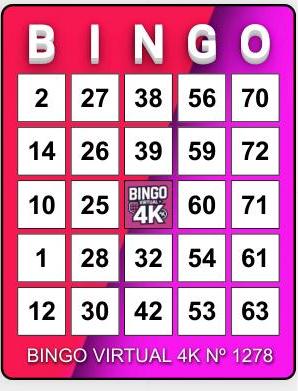 B I N G O
2 27 38 56 70
14 26 39 59 72
10 25 BINGO VIRTUAL 4K 60 71
1 28 32 54 61
12 30 42 53 63
BINGO VIRTUAL 4K Nº 1278